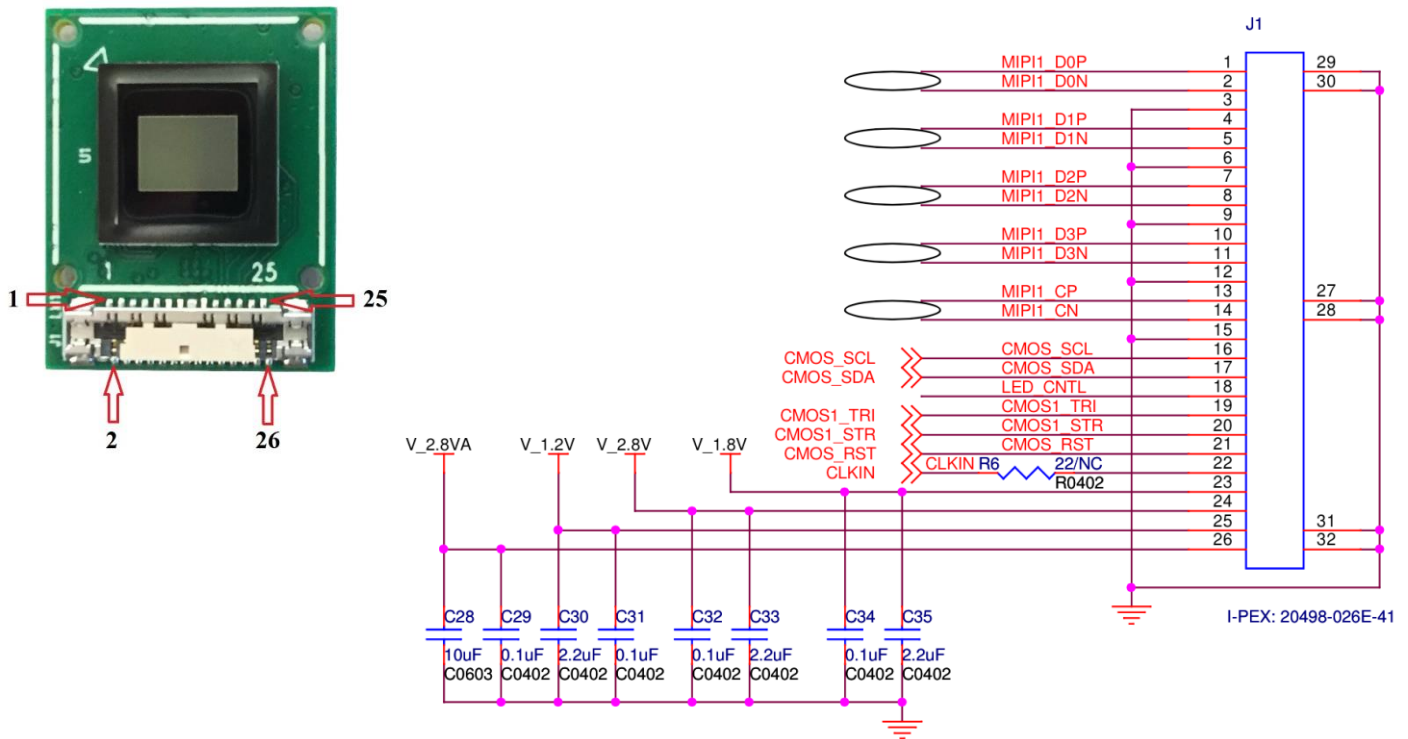 5
1
25
1
25
2
26
J1
MIPI1_D0P 1 29
MIPI1_D0N 2 30
3
MIPI1_D1P 4
MIPI1_D1N 5
6
MIPI1_D2P 7
MIPI1_D2N 8
9
MIPI1_D3P 10
MIPI1_D3N 11
12
MIPI1_CP 13 27
MIPI1_CN 14 28
15
CMOS_SCL CMOS_SCL 16
CMOS_SDA CMOS_SDA 17
LED_CNTL 18
CMOS1_TRI CMOS1_TRI 19
CMOS1_STR CMOS1_STR 20
CMOS_RST CMOS_RST 21
CLKIN CLKIN R6 22/NC 22
R0402
V_2.8VA V_1.2V V_2.8V V_1.8V
23
24
25 31
26 32
C28 C29 C30 C31 C32 C33 C34 C35
10uF 0.1uF 2.2uF 0.1uF 0.1uF 2.2uF 0.1uF 2.2uF
C0603 C0402 C0402 C0402 C0402 C0402 C0402 C0402
I-PEX: 20498-026E-41